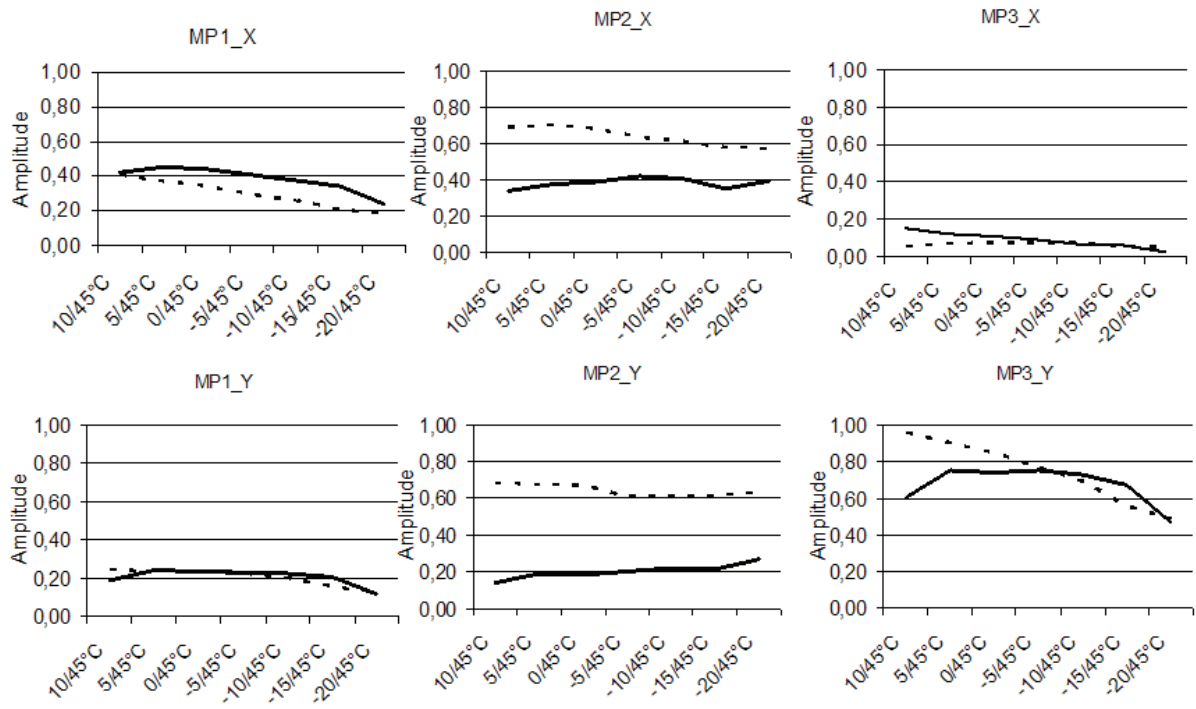 MP1_X
Amplitude
1,00
0,80
0,60
0,40
0,20
0,00
10/45°C
5/45°C
0/45°C
-5/45°C
-10/45°C
-15/45°C
-20/45°C
MP2_X
Amplitude
1,00
0,80
0,60
0,40
0,20
0,00
10/45°C
5/45°C
0/45°C
-5/45°C
-10/45°C
-15/45°C
-20/45°C
MP3_X
Amplitude
1,00
0,80
0,60
0,40
0,20
0,00
10/45°C
5/45°C
0/45°C
-5/45°C
-10/45°C
-15/45°C
-20/45°C
MP1_Y
Amplitude
1,00
0,80
0,60
0,40
0,20
0,00
10/45°C
5/45°C
0/45°C
-5/45°C
-10/45°C
-15/45°C
-20/45°C
MP2_Y
Amplitude
1,00
0,80
0,60
0,40
0,20
0,00
10/45°C
5/45°C
0/45°C
-5/45°C
-10/45°C
-15/45°C
-20/45°C
MP3_Y
Amplitude
1,00
0,80
0,60
0,40
0,20
0,00
10/45°C
5/45°C
0/45°C
-5/45°C
-10/45°C
-15/45°C
-20/45°C